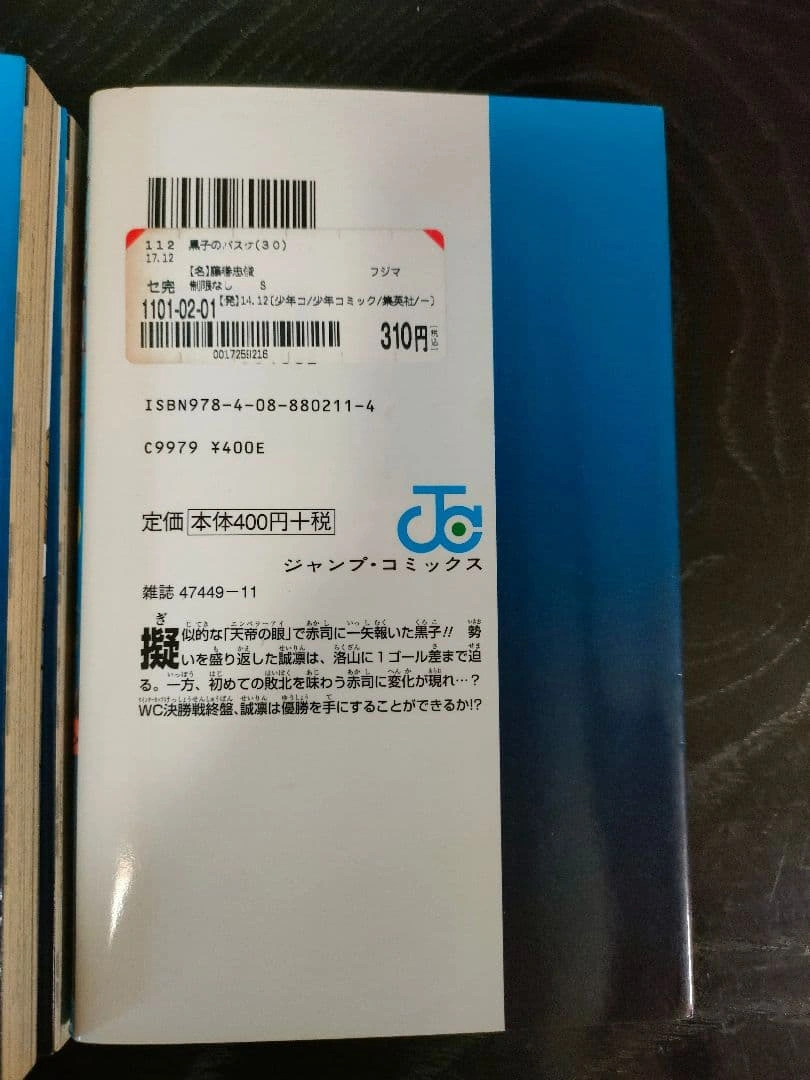 112 黒子のバスケ(30)
17.12
【名】藤巻忠俊 フジマ
セ完 制限なし S
1101-02-01 【発】14.12(少年コ/少年コミック/集英社/ー)
310円(税込)
0017259216
ISBN978-4-08-880211-4
C9979 ¥400E
定価 本体400円+税
ジャンプ・コミックス
雑誌 47449-11
擬似的な「天帝の眼」で赤司に一矢報いた黒子!! 勢
いを盛り返した誠凛は、洛山に1ゴール差まで迫
る。一方、初めての敗北を味わう赤司に変化が現れ…?
WC決勝戦終盤、誠凛は優勝を手にすることができるか!?